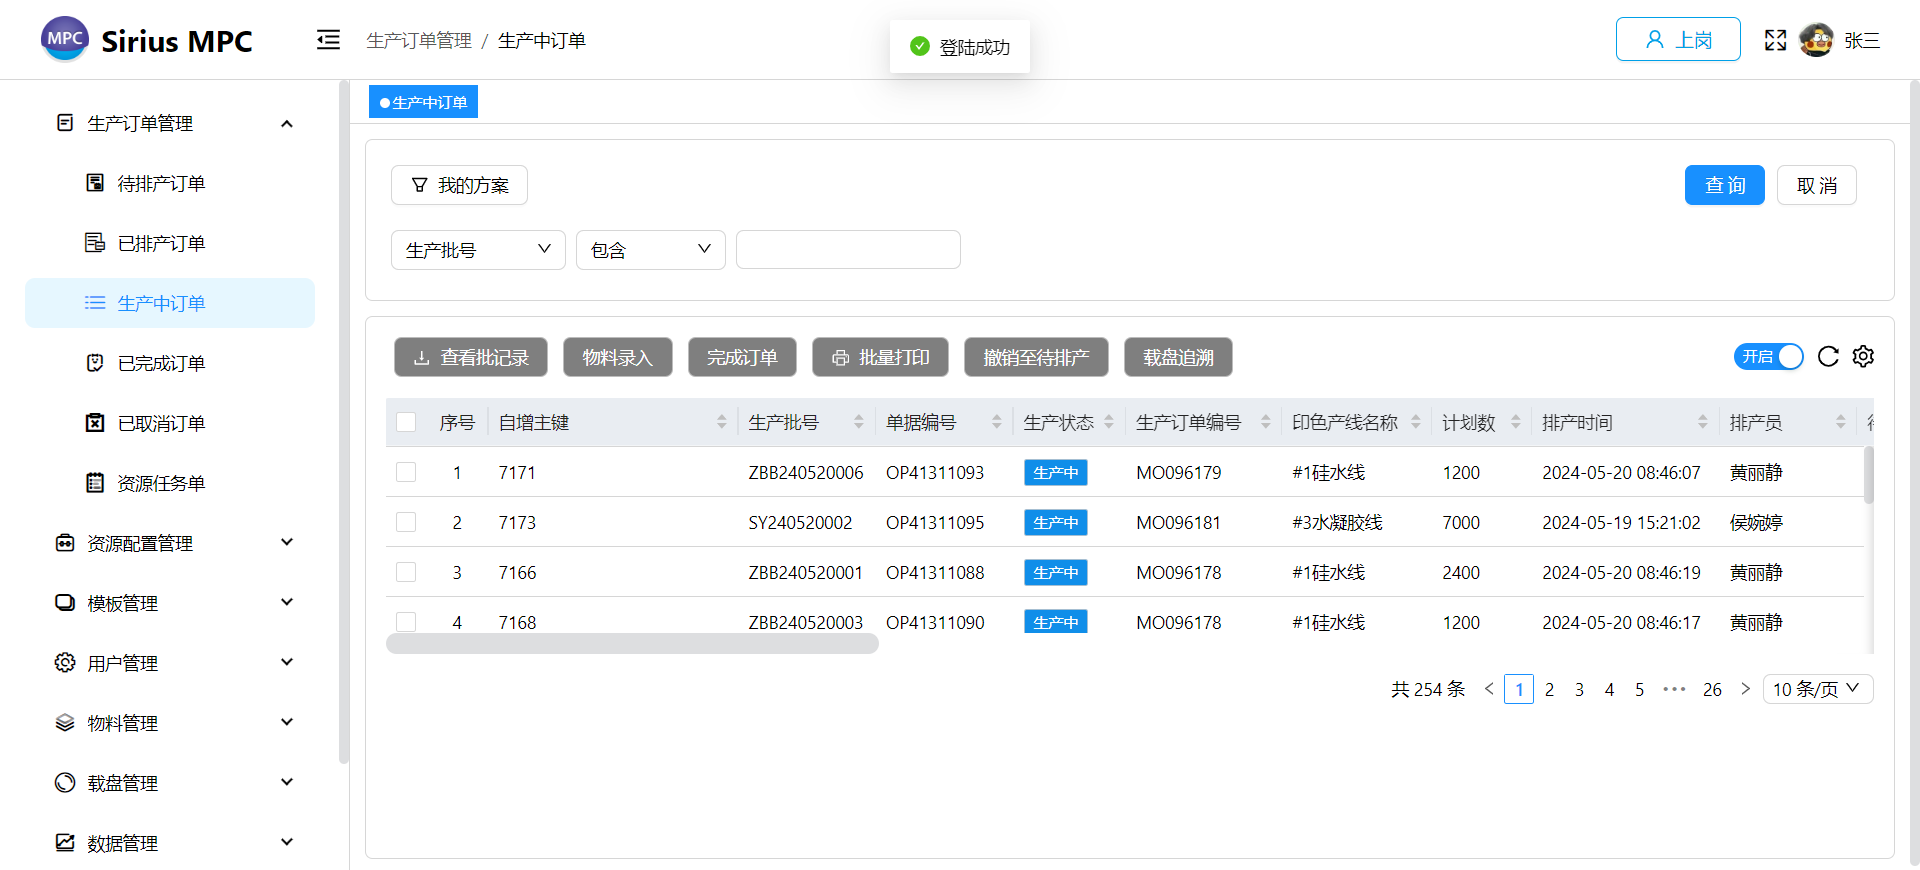 MPC Sirius MPC
生产订单管理 / 生产中订单
登陆成功
上岗
张三
生产订单管理
待排产订单
已排产订单
生产中订单
已完成订单
已取消订单
资源任务单
资源配置管理
模板管理
用户管理
物料管理
载盘管理
数据管理
生产中订单
我的方案
查询 取消
生产批号 包含
查看批记录 物料录入 完成订单 批量打印 撤销至待排产 载盘追溯
开启
序号 自增主键 生产批号 单据编号 生产状态 生产订单编号 印色产线名称 计划数 排产时间 排产员
1 7171 ZBB240520006 OP41311093 生产中 MO096179 #1硅水线 1200 2024-05-20 08:46:07 黄丽静
2 7173 SY240520002 OP41311095 生产中 MO096181 #3水凝胶线 7000 2024-05-19 15:21:02 侯婉婷
3 7166 ZBB240520001 OP41311088 生产中 MO096178 #1硅水线 2400 2024-05-20 08:46:19 黄丽静
4 7168 ZBB240520003 OP41311090 生产中 MO096178 #1硅水线 1200 2024-05-20 08:46:17 黄丽静
共 254 条 < 1 2 3 4 5 ••• 26 > 10 条/页